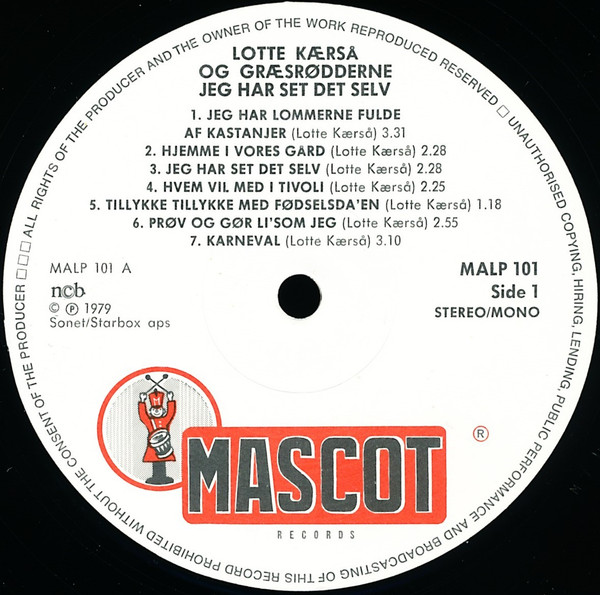 □□□ ALL RIGHTS OF THE PRODUCER AND THE OWNER OF THE WORK REPRODUCED RESERVED □ UNAUTHORISED COPYING, HIRING, LENDING, PUBLIC PERFORMANCE AND BROADCASTING OF THIS RECORD PROHIBITED WITHOUT THE CONSENT OF THE PRODUCER
LOTTE KÆRSÅ
OG GRÆSRØDDERNE
JEG HAR SET DET SELV
1. JEG HAR LOMMERNE FULDE
AF KASTANJER (Lotte Kærså) 3.31
2. HJEMME I VORES GÅRD (Lotte Kærså) 2.28
3. JEG HAR SET DET SELV (Lotte Kærså) 2.28
4. HVEM VIL MED I TIVOLI (Lotte Kærså) 2.25
5. TILLYKKE TILLYKKE MED FØDSELSDA'EN (Lotte Kærså) 1.18
6. PRØV OG GØR LI'SOM JEG (Lotte Kærså) 2.55
7. KARNEVAL (Lotte Kærså) 3.10
MALP 101 A
ncb
© ℗ 1979
Sonet/Starbox aps
MALP 101
Side 1
STEREO/MONO
M
MASCOT ®
RECORDS